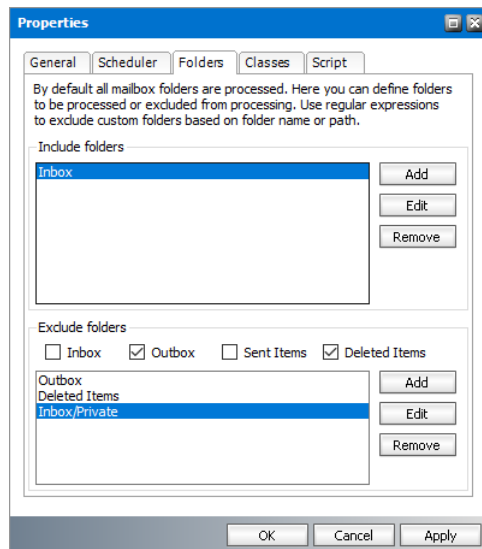 Properties
General Scheduler Folders Classes Script
By default all mailbox folders are processed. Here you can define folders
to be processed or excluded from processing. Use regular expressions
to exclude custom folders based on folder name or path.
Include folders
Inbox
Add
Edit
Remove
Exclude folders
Inbox Outbox Sent Items Deleted Items
Outbox
Deleted Items
Inbox/Private
Add
Edit
Remove
OK Cancel Apply